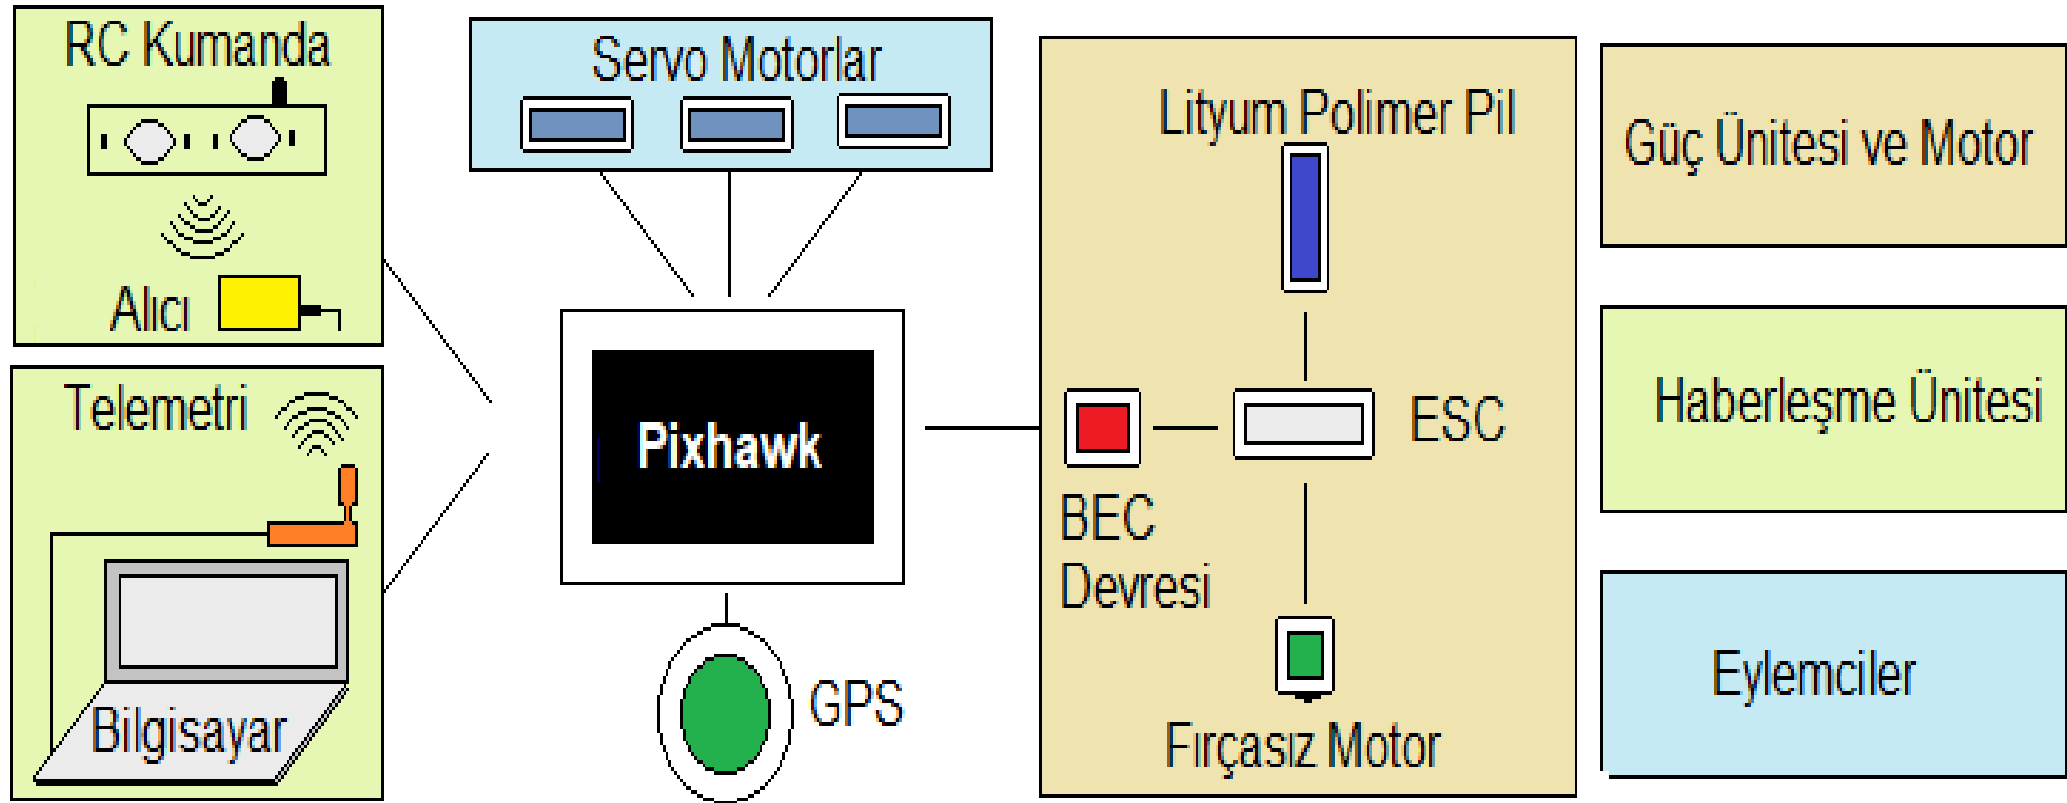 RC Kumanda
Alıcı
Telemetri
Bilgisayar
Servo Motorlar
Pixhawk
GPS
Lityum Polimer Pil
ESC
BEC
Devresi
Fırçasız Motor
Güç Ünitesi ve Motor
Haberleşme Ünitesi
Eylemciler